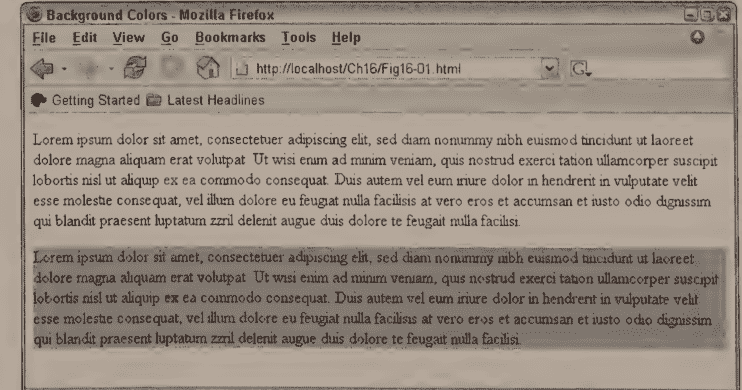 Background Colors - Mozilla Firefox
File Edit View Go Bookmarks Tools Help
http://localhost/Ch16/Fig16-01.html
G
Getting Started Latest Headlines
Lorem ipsum dolor sit amet, consectetuer adipiscing elit, sed diam nonummy nibh euismod tincidunt ut laoreet
dolore magna aliquam erat volutpat. Ut wisi enim ad minim veniam, quis nostrud exerci tation ullamcorper suscipit
lobortis nisl ut aliquip ex ea commodo consequat. Duis autem vel eum iriure dolor in hendrerit in vulputate velit
esse molestie consequat, vel illum dolore eu feugiat nulla facilisis at vero eros et accumsan et iusto odio dignissim
qui blandit praesent luptatum zzril delenit augue duis dolore te feugait nulla facilisi.
Lorem ipsum dolor sit amet, consectetuer adipiscing elit, sed diam nonummy nibh euismod tincidunt ut laoreet
dolore magna aliquam erat volutpat. Ut wisi enim ad minim veniam, quis nostrud exerci tation ullamcorper suscipit
lobortis nisl ut aliquip ex ea commodo consequat. Duis autem vel eum iriure dolor in hendrerit in vulputate velit
esse molestie consequat, vel illum dolore eu feugiat nulla facilisis at vero eros et accumsan et iusto odio dignissim
qui blandit praesent luptatum zzril delenit augue duis dolore te feugait nulla facilisi.